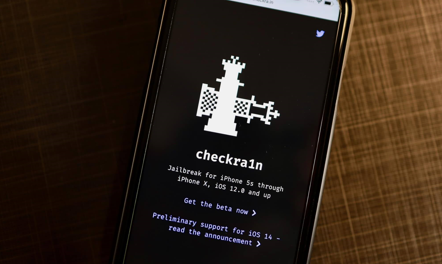 checkra1n
Jailbreak for iPhone 5s through
iPhone X, iOS 12.0 and up
Get the beta now >
Preliminary support for iOS 14 -
read the announcement >